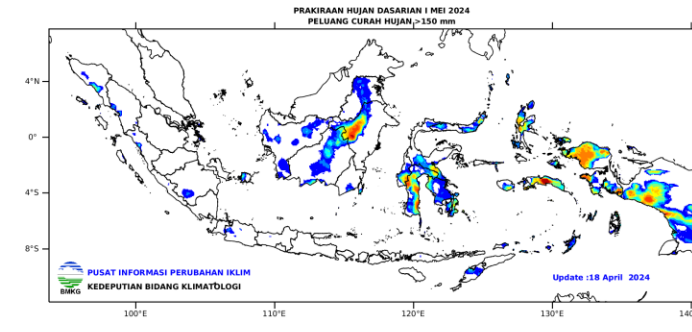 PRAKIRAAN HUJAN DASARIAN I MEI 2024
PELUANG CURAH HUJAN >150 mm
4°N
0°
4°S
8°S
PUSAT INFORMASI PERUBAHAN IKLIM
KEDEPUTIAN BIDANG KLIMATOLOGI
BMKG
Update :18 April 2024
100°E
110°E
120°E
130°E